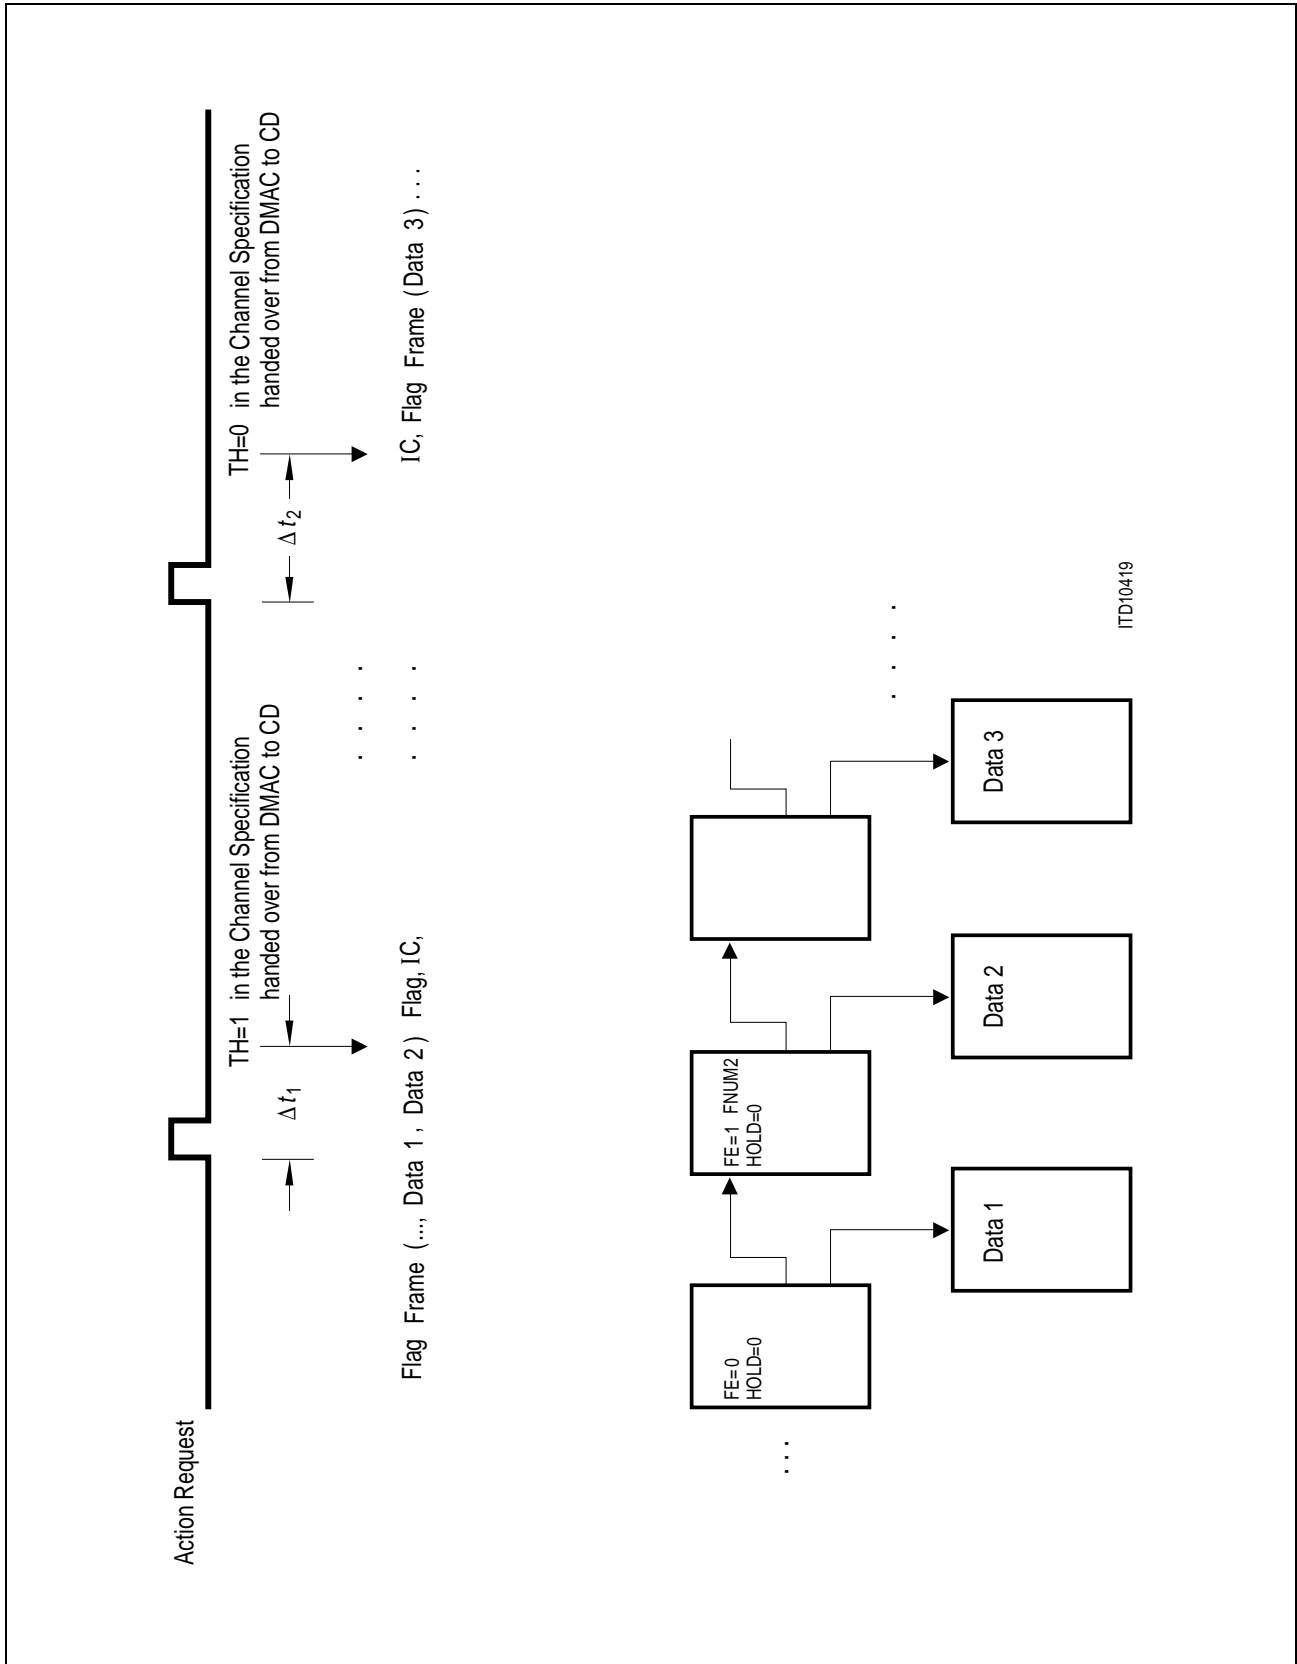 Action Request
TH=1 in the Channel Specification
handed over from DMAC to CD
TH=0 in the Channel Specification
handed over from DMAC to CD
Δt₁
Δt₂
. . . .
Flag Frame (..., Data 1, Data 2) Flag, IC,
. . . .
IC, Flag Frame (Data 3) . . .
. . .
FE=0
HOLD=0
FE=1 FNUM2
HOLD=0
. . . .
Data 1
Data 2
Data 3
ITD10419